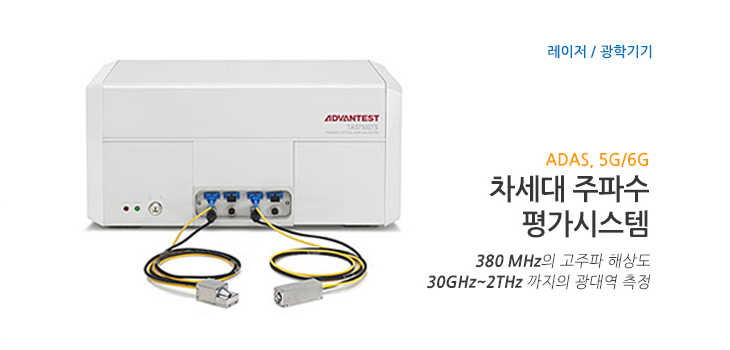 레이저 / 광학기기
ADVANTEST
ADAS, 5G/6G
차세대 주파수
평가시스템
380 MHz의 고주파 해상도
30GHz~2THz 까지의 광대역 측정